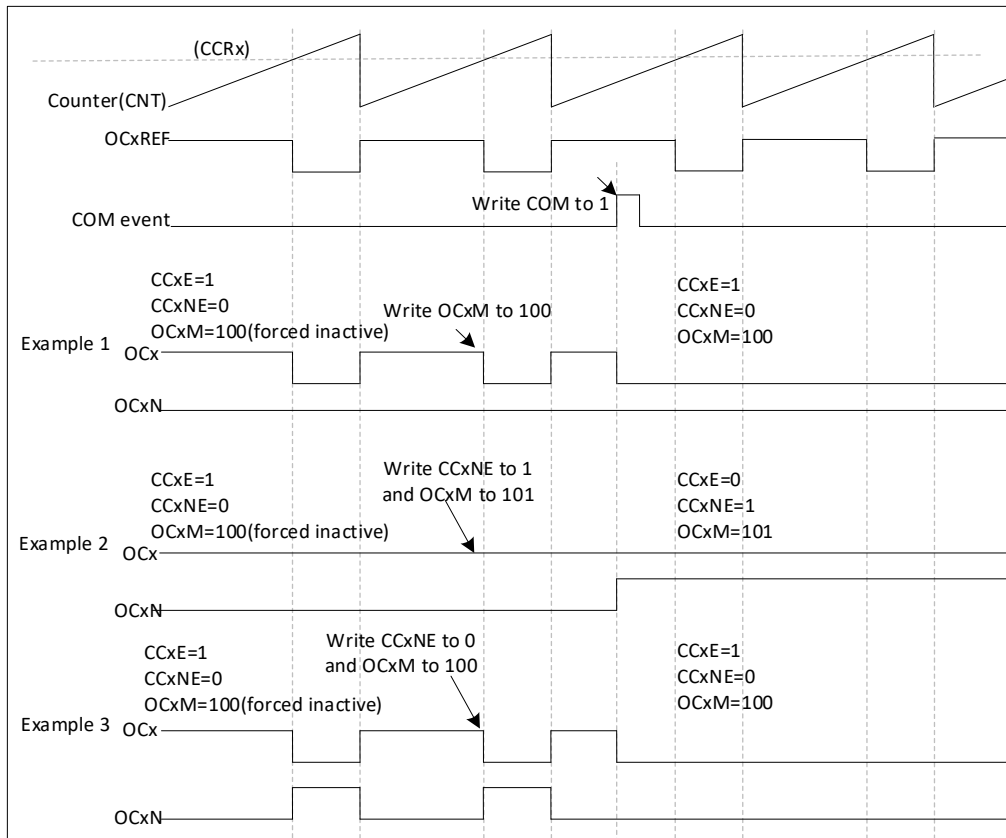 (CCRx)
Counter(CNT)
OCxREF
Write COM to 1
COM event
CCxE=1
CCxNE=0
OCxM=100(forced inactive)
Write OCxM to 100
CCxE=1
CCxNE=0
OCxM=100
Example 1
OCx
OCxN
CCxE=1
CCxNE=0
OCxM=100(forced inactive)
Write CCxNE to 1
and OCxM to 101
CCxE=0
CCxNE=1
OCxM=101
Example 2
OCx
OCxN
CCxE=1
CCxNE=0
OCxM=100(forced inactive)
Write CCxNE to 0
and OCxM to 100
CCxE=1
CCxNE=0
OCxM=100
Example 3
OCx
OCxN